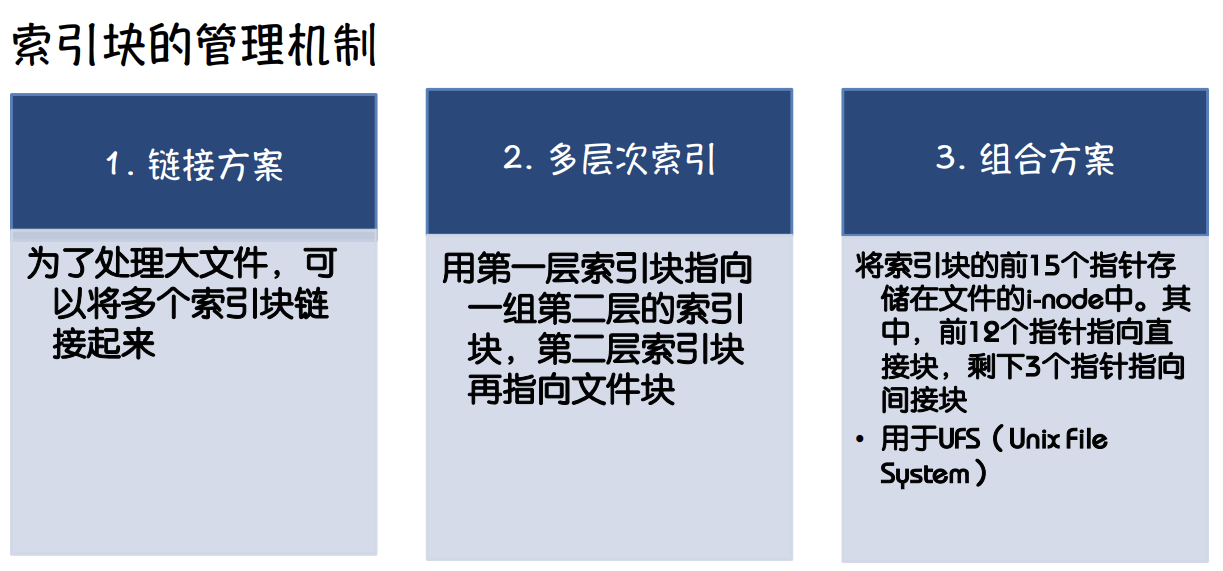 索引块的管理机制
1. 链接方案
为了处理大文件，可
以将多个索引块链
接起来
2. 多层次索引
用第一层索引块指向
一组第二层的索引
块，第二层索引块
再指向文件块
3. 组合方案
将索引块的前15个指针存
储在文件的i-node中。其
中，前12个指针指向直
接块，剩下3个指针指向
间接块
• 用于UFS（Unix File
System）